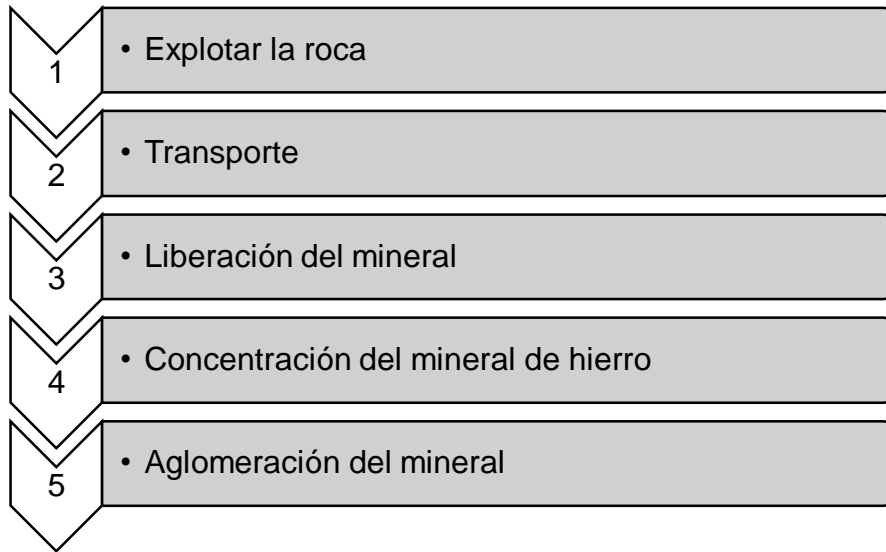 1
• Explotar la roca
2
• Transporte
3
• Liberación del mineral
4
• Concentración del mineral de hierro
5
• Aglomeración del mineral